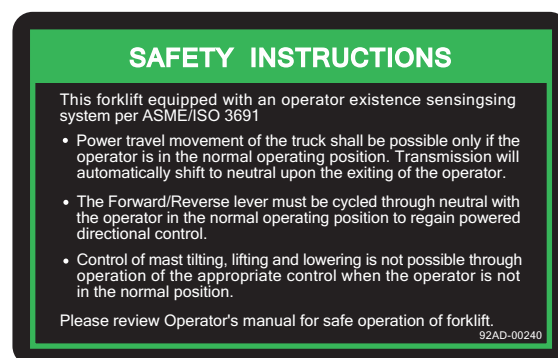 SAFETY INSTRUCTIONS
This forklift equipped with an operator existence sensingsing
system per ASME/ISO 3691
• Power travel movement of the truck shall be possible only if the
operator is in the normal operating position. Transmission will
automatically shift to neutral upon the exiting of the operator.
• The Forward/Reverse lever must be cycled through neutral with
the operator in the normal operating position to regain powered
directional control.
• Control of mast tilting, lifting and lowering is not possible through
operation of the appropriate control when the operator is not
in the normal position.
Please review Operator's manual for safe operation of forklift.
92AD-00240